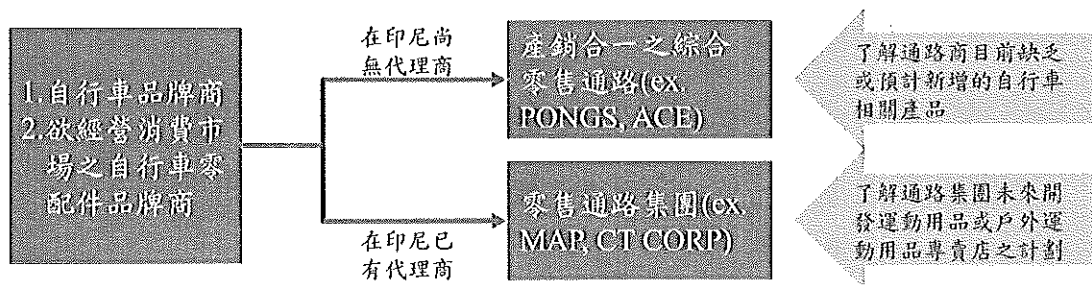 1.自行車品牌商
2.欲經營消費市
場之自行車零
配件品牌商
在印尼尚
無代理商
在印尼已
有代理商
產銷合一之綜合
零售通路(ex.
PONGS, ACE)
零售通路集團(ex.
MAP, CT CORP)
了解通路商目前缺乏
或預計新增的自行車
相關產品
了解通路集團未來開
發運動用品或戶外運
動用品專賣店之計劃